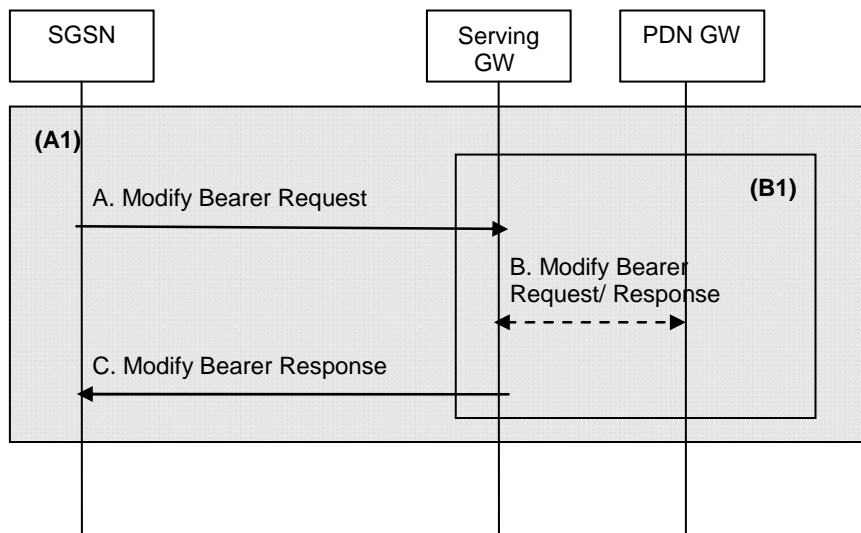 SGSN
Serving
GW
PDN GW
(A1)
(B1)
A. Modify Bearer Request
B. Modify Bearer
Request/ Response
C. Modify Bearer Response